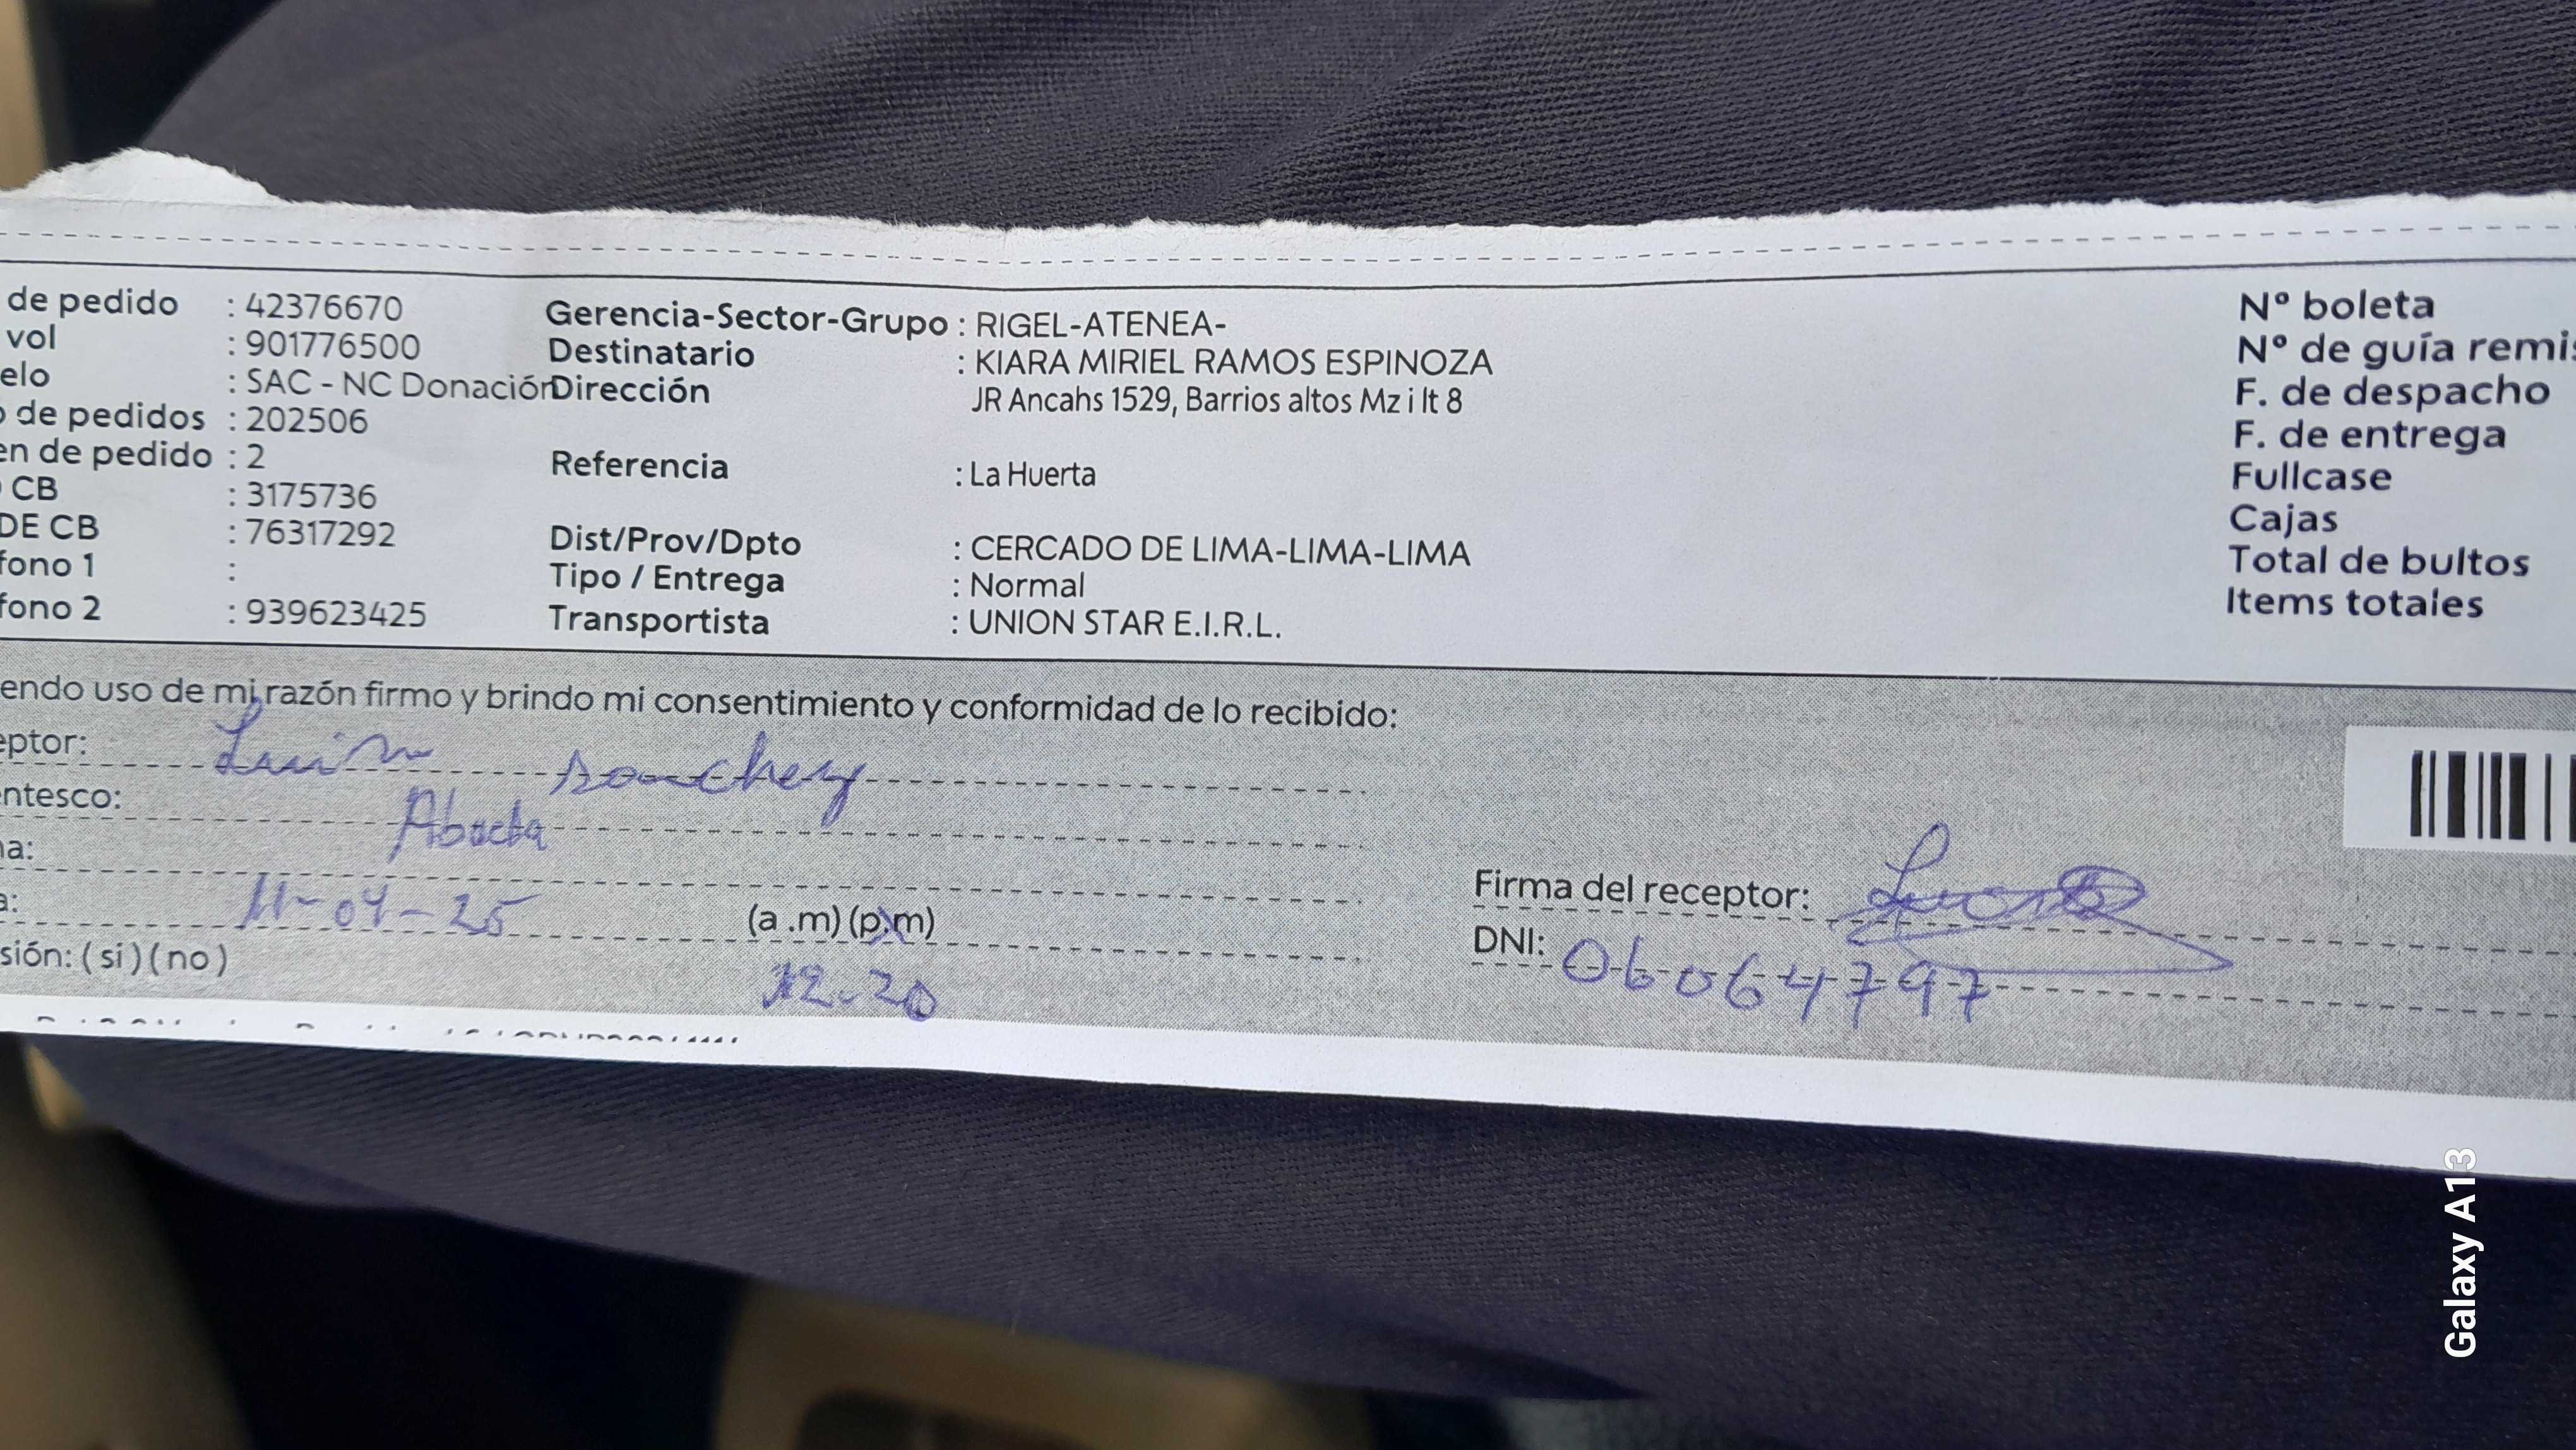 de pedido : 42376670
vol : 901776500
elo : SAC - NC Donación
de pedidos : 202506
en de pedido : 2
CB : 3175736
DE CB : 76317292
fono 1 :
fono 2 : 939623425
Gerencia-Sector-Grupo : RIGEL-ATENEA-
Destinatario : KIARA MIRIEL RAMOS ESPINOZA
Dirección JR Ancahs 1529, Barrios altos Mz i lt 8
Referencia : La Huerta
Dist/Prov/Dpto : CERCADO DE LIMA-LIMA-LIMA
Tipo / Entrega : Normal
Transportista : UNION STAR E.I.R.L.
Nº boleta
Nº de guía remis
F. de despacho
F. de entrega
Fullcase
Cajas
Total de bultos
Items totales
endo uso de mi razón firmo y brindo mi consentimiento y conformidad de lo recibido:
eptor:
entesco:
na:
a: 11-04-25 (a .m) (p.m)
sión: ( si ) ( no ) 12-20
Firma del receptor:
DNI: 06064797
Galaxy A13